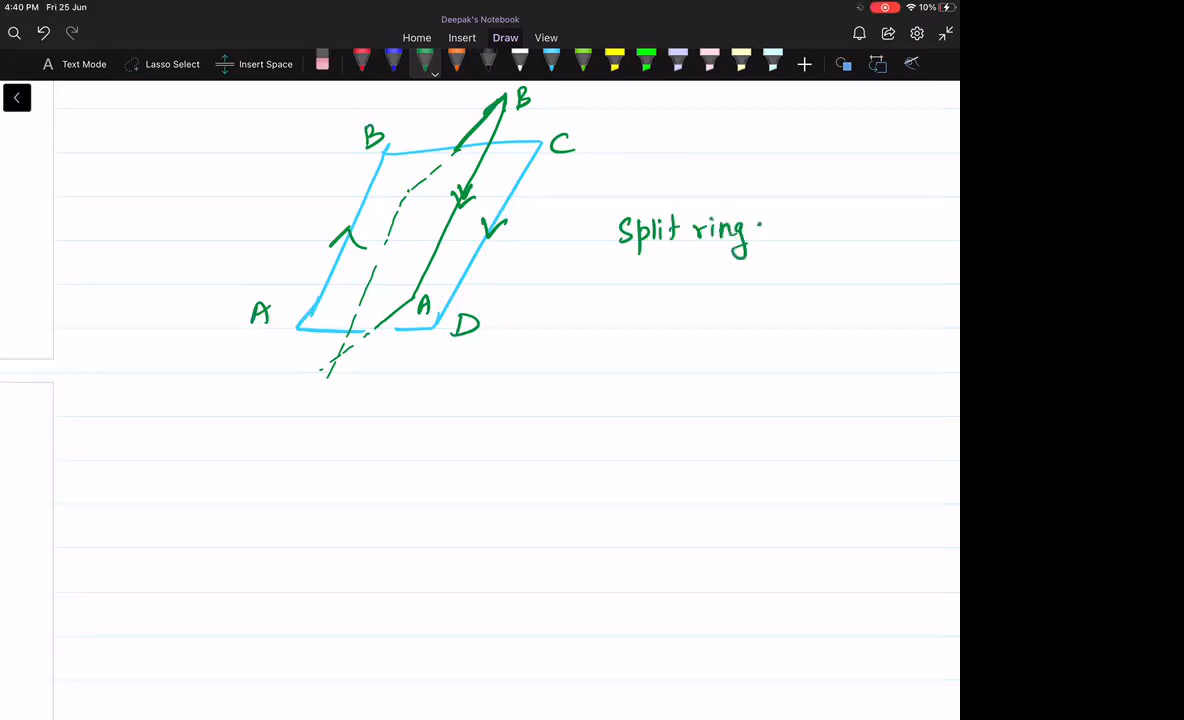 4:40 PM Fri 25 Jun
10%
Deepak's Notebook
Home Insert Draw View
A Text Mode Lasso Select Insert Space
B
B
C
Split ring
A
A
D